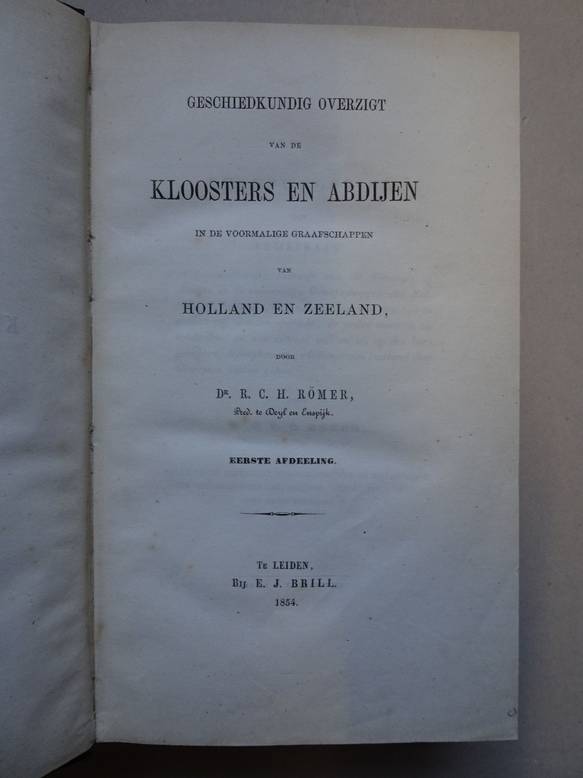 GESCHIEDKUNDIG OVERZIGT
VAN DE
KLOOSTERS EN ABDIJEN
IN DE VOORMALIGE GRAAFSCHAPPEN
VAN
HOLLAND EN ZEELAND,
DOOR
DR. R. C. H. RÖMER,
Pred. te Deyl en Enspijk.
EERSTE AFDEELING.
TE LEIDEN,
BIJ E. J. BRILL.
1854.